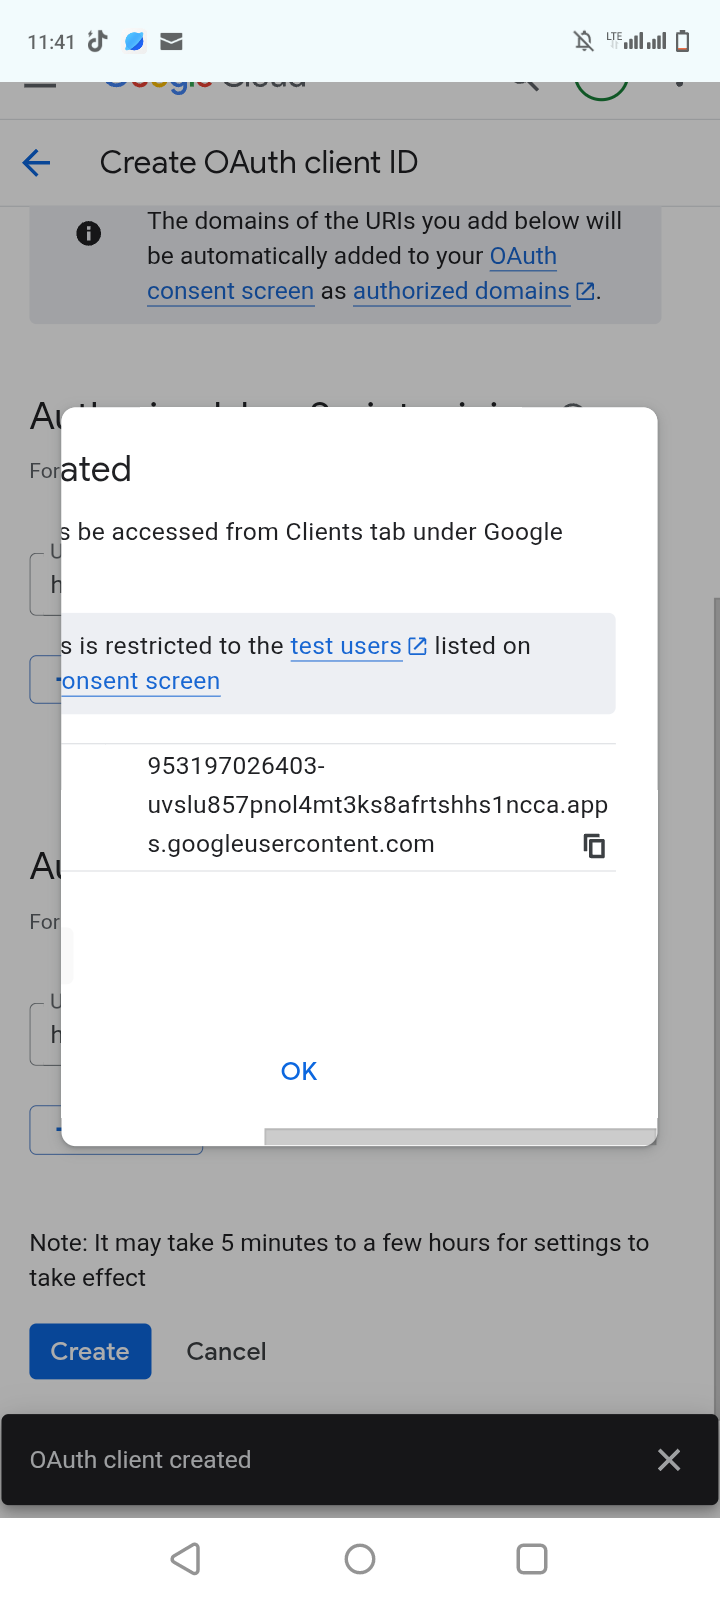 11:41
LTE
Google Cloud
Create OAuth client ID
The domains of the URIs you add below will
be automatically added to your OAuth
consent screen as authorized domains.
ated
For
s be accessed from Clients tab under Google
U
h
s is restricted to the test users listed on
onsent screen
953197026403-
uvslu857pnol4mt3ks8afrtshhs1ncca.app
s.googleusercontent.com
For
U
h
OK
Note: It may take 5 minutes to a few hours for settings to
take effect
Create Cancel
OAuth client created